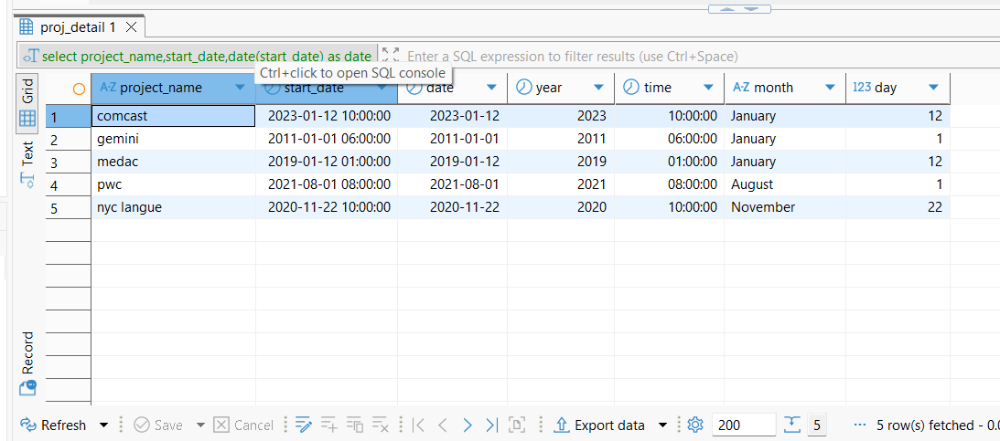 proj_detail 1
select project_name,start_date,date(start_date) as date Enter a SQL expression to filter results (use Ctrl+Space)
Ctrl+click to open SQL console
Grid
Text
Record
A-Z project_name start_date date year time A-Z month 123 day
1 comcast 2023-01-12 10:00:00 2023-01-12 2023 10:00:00 January 12
2 gemini 2011-01-01 06:00:00 2011-01-01 2011 06:00:00 January 1
3 medac 2019-01-12 01:00:00 2019-01-12 2019 01:00:00 January 12
4 pwc 2021-08-01 08:00:00 2021-08-01 2021 08:00:00 August 1
5 nyc langue 2020-11-22 10:00:00 2020-11-22 2020 10:00:00 November 22
Refresh Save Cancel Export data 200 5 ... 5 row(s) fetched - 0.0